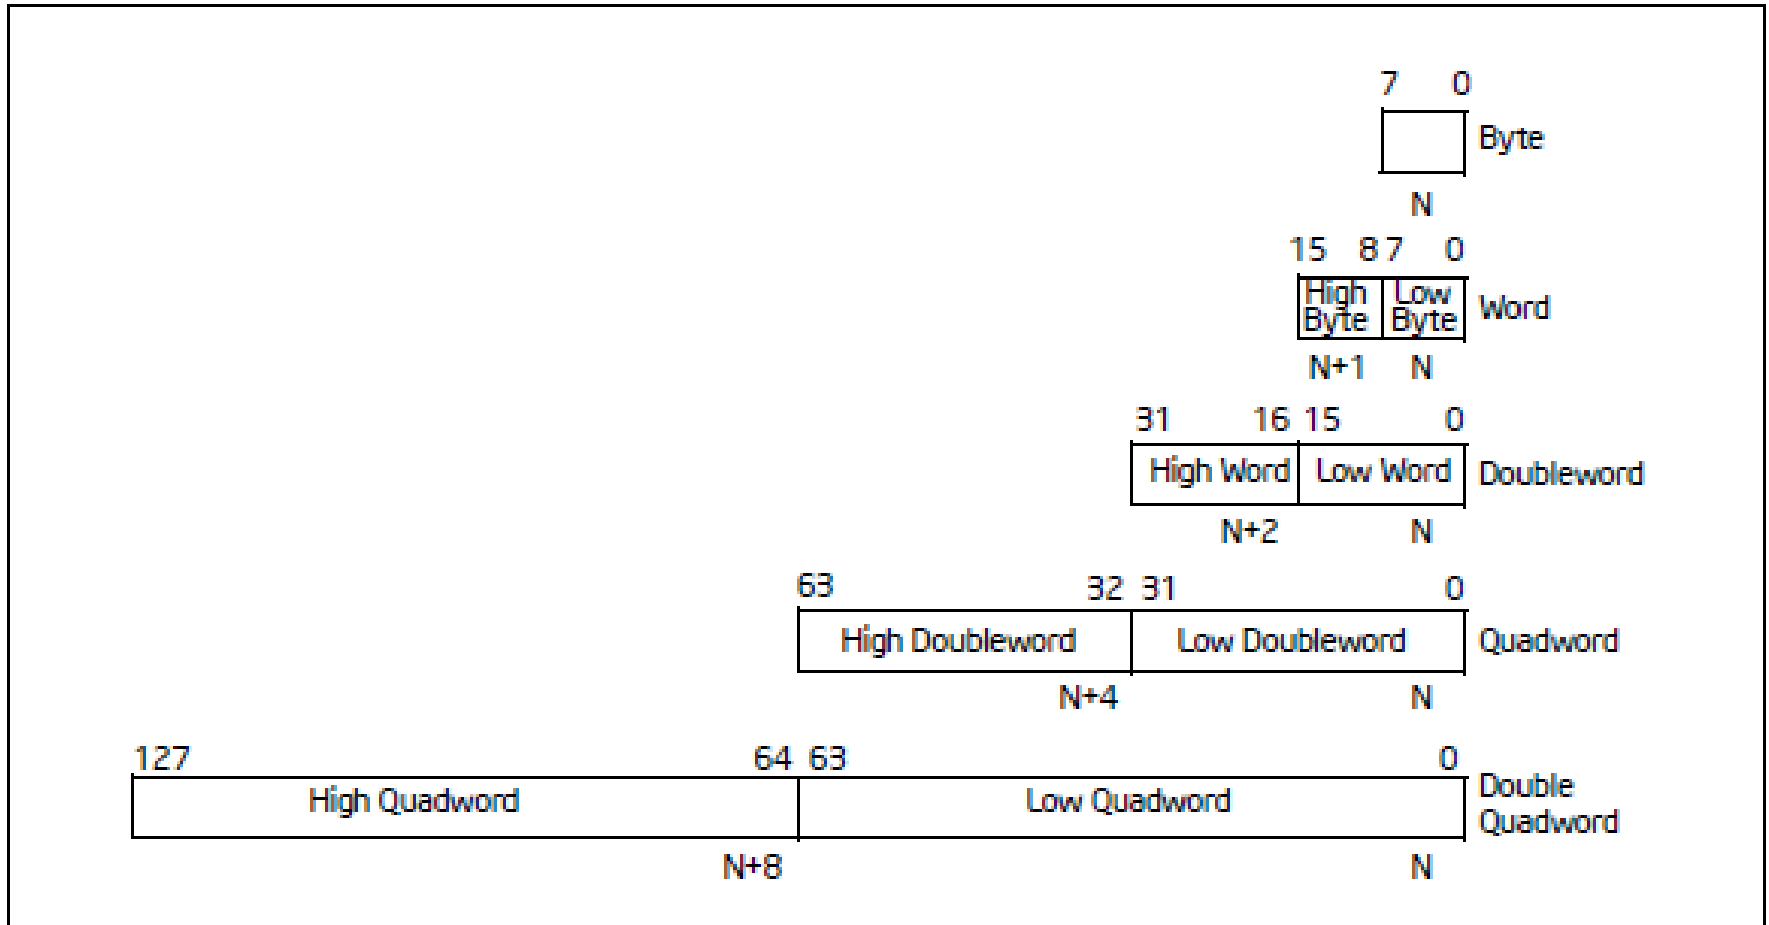 7 0
Byte
N
15 8 7 0
High Byte Low Byte Word
N+1 N
31 16 15 0
High Word Low Word Doubleword
N+2 N
63 32 31 0
High Doubleword Low Doubleword Quadword
N+4 N
127 64 63 0
High Quadword Low Quadword Double Quadword
N+8 N